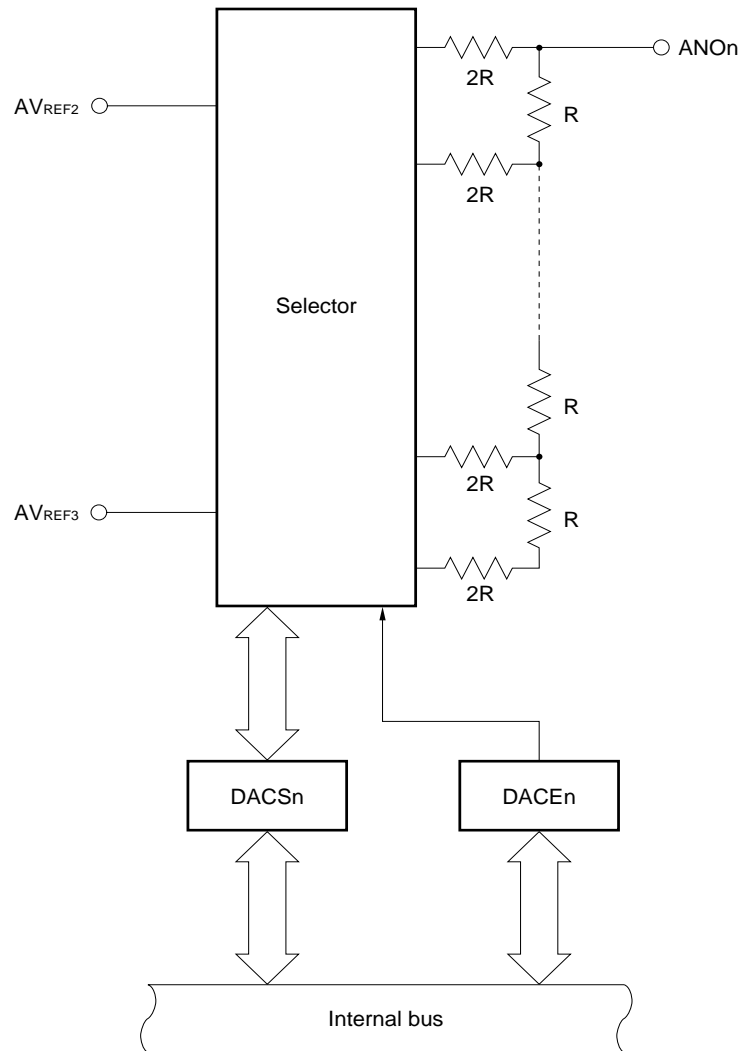 2R
ANOn
AVREF2
R
2R
Selector
R
2R
AVREF3
R
2R
DACSn
DACEn
Internal bus